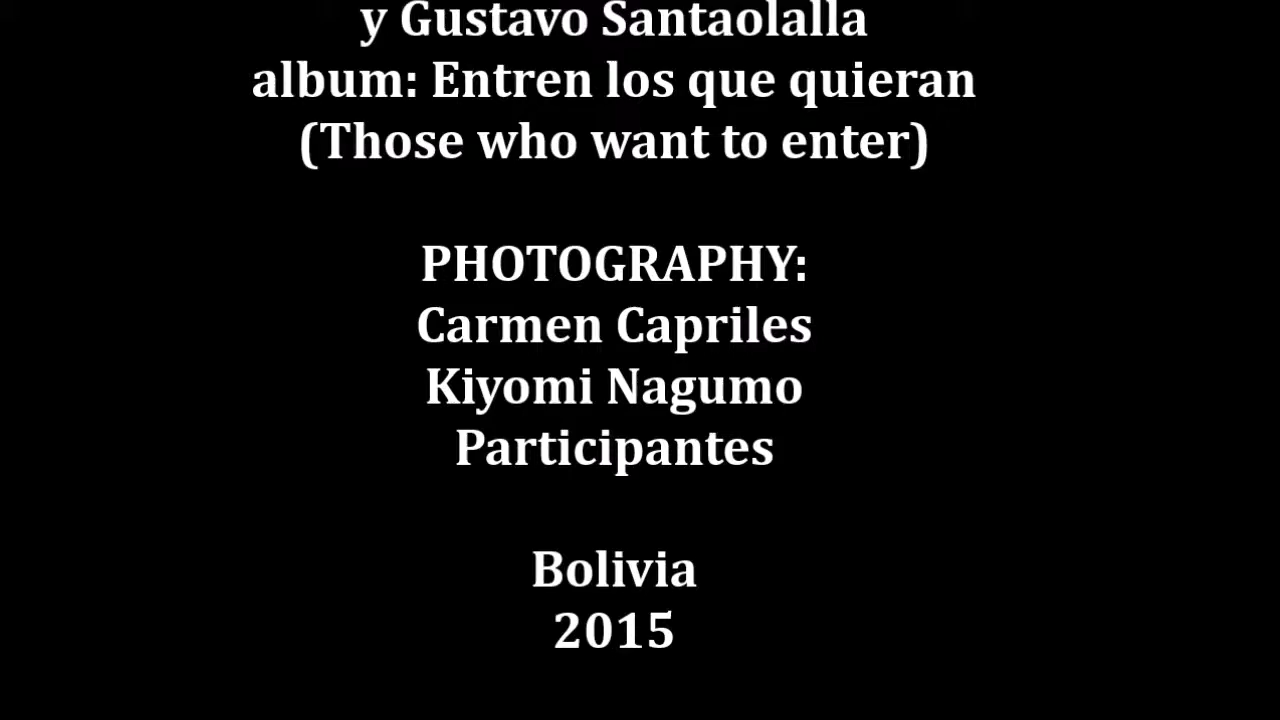 y Gustavo Santaolalla
album: Entren los que quieran
(Those who want to enter)
PHOTOGRAPHY:
Carmen Capriles
Kiyomi Nagumo
Participantes
Bolivia
2015